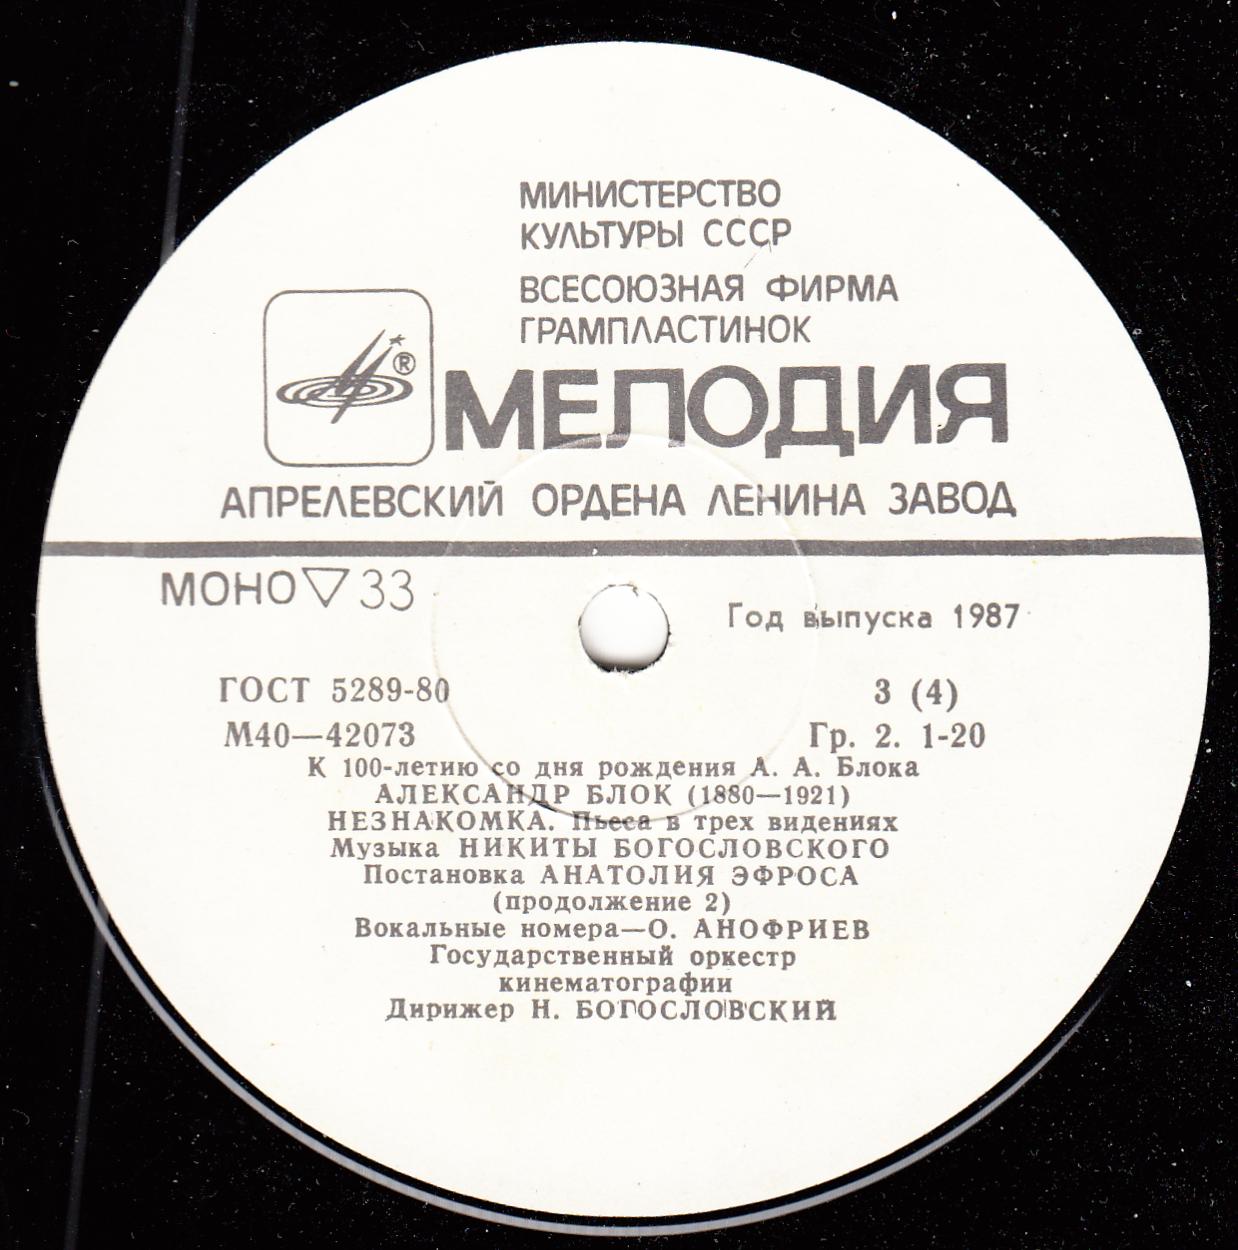 МИНИСТЕРСТВО
КУЛЬТУРЫ СССР
ВСЕСОЮЗНАЯ ФИРМА
ГРАМПЛАСТИНОК
®
МЕЛОДИЯ
АПРЕЛЕВСКИЙ ОРДЕНА ЛЕНИНА ЗАВОД
МОНО ▽ 33
Год выпуска 1987
ГОСТ 5289-80
3 (4)
М40—42073
Гр. 2. 1-20
К 100-летию со дня рождения А. А. Блока
АЛЕКСАНДР БЛОК (1880—1921)
НЕЗНАКОМКА. Пьеса в трех видениях
Музыка НИКИТЫ БОГОСЛОВСКОГО
Постановка АНАТОЛИЯ ЭФРОСА
(продолжение 2)
Вокальные номера—О. АНОФРИЕВ
Государственный оркестр
кинематографии
Дирижер Н. БОГОСЛОВСКИЙ